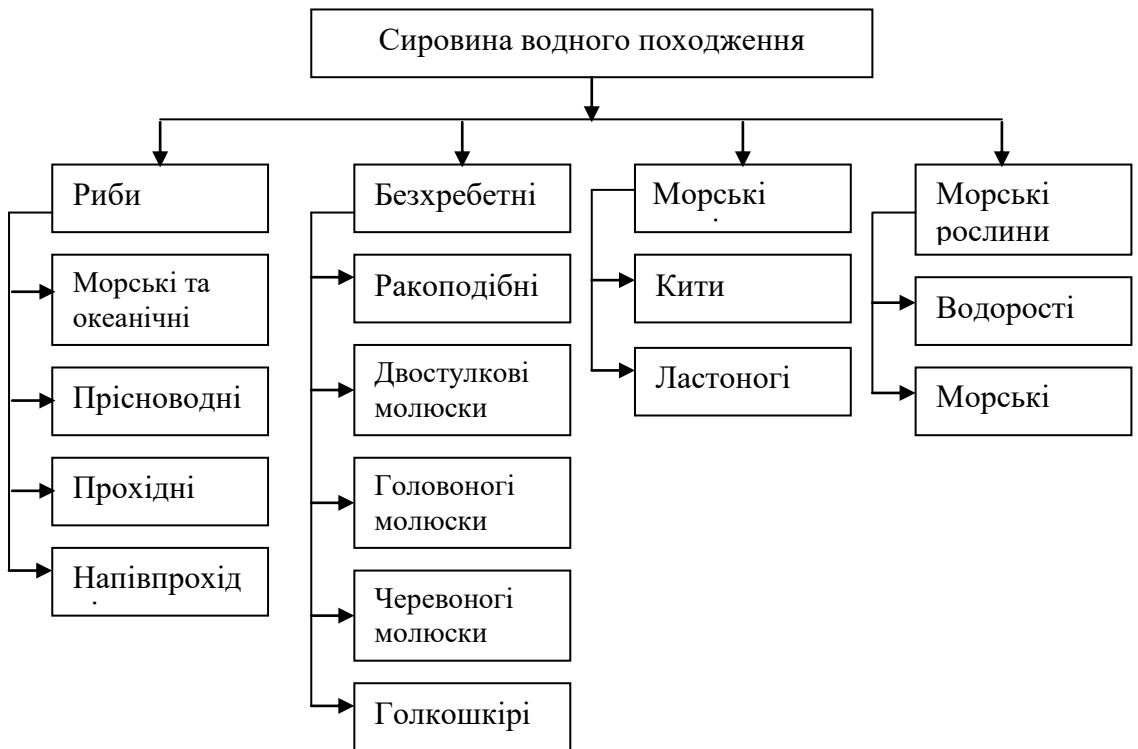 Сировина водного походження
Риби
Морські та
океанічні
Прісноводні
Прохідні
Напівпрохід
Безхребетні
Ракоподібні
Двостулкові
молюски
Головоногі
молюски
Черевоногі
молюски
Голкошкірі
Морські
Кити
Ластоногі
Морські
рослини
Водорості
Морські